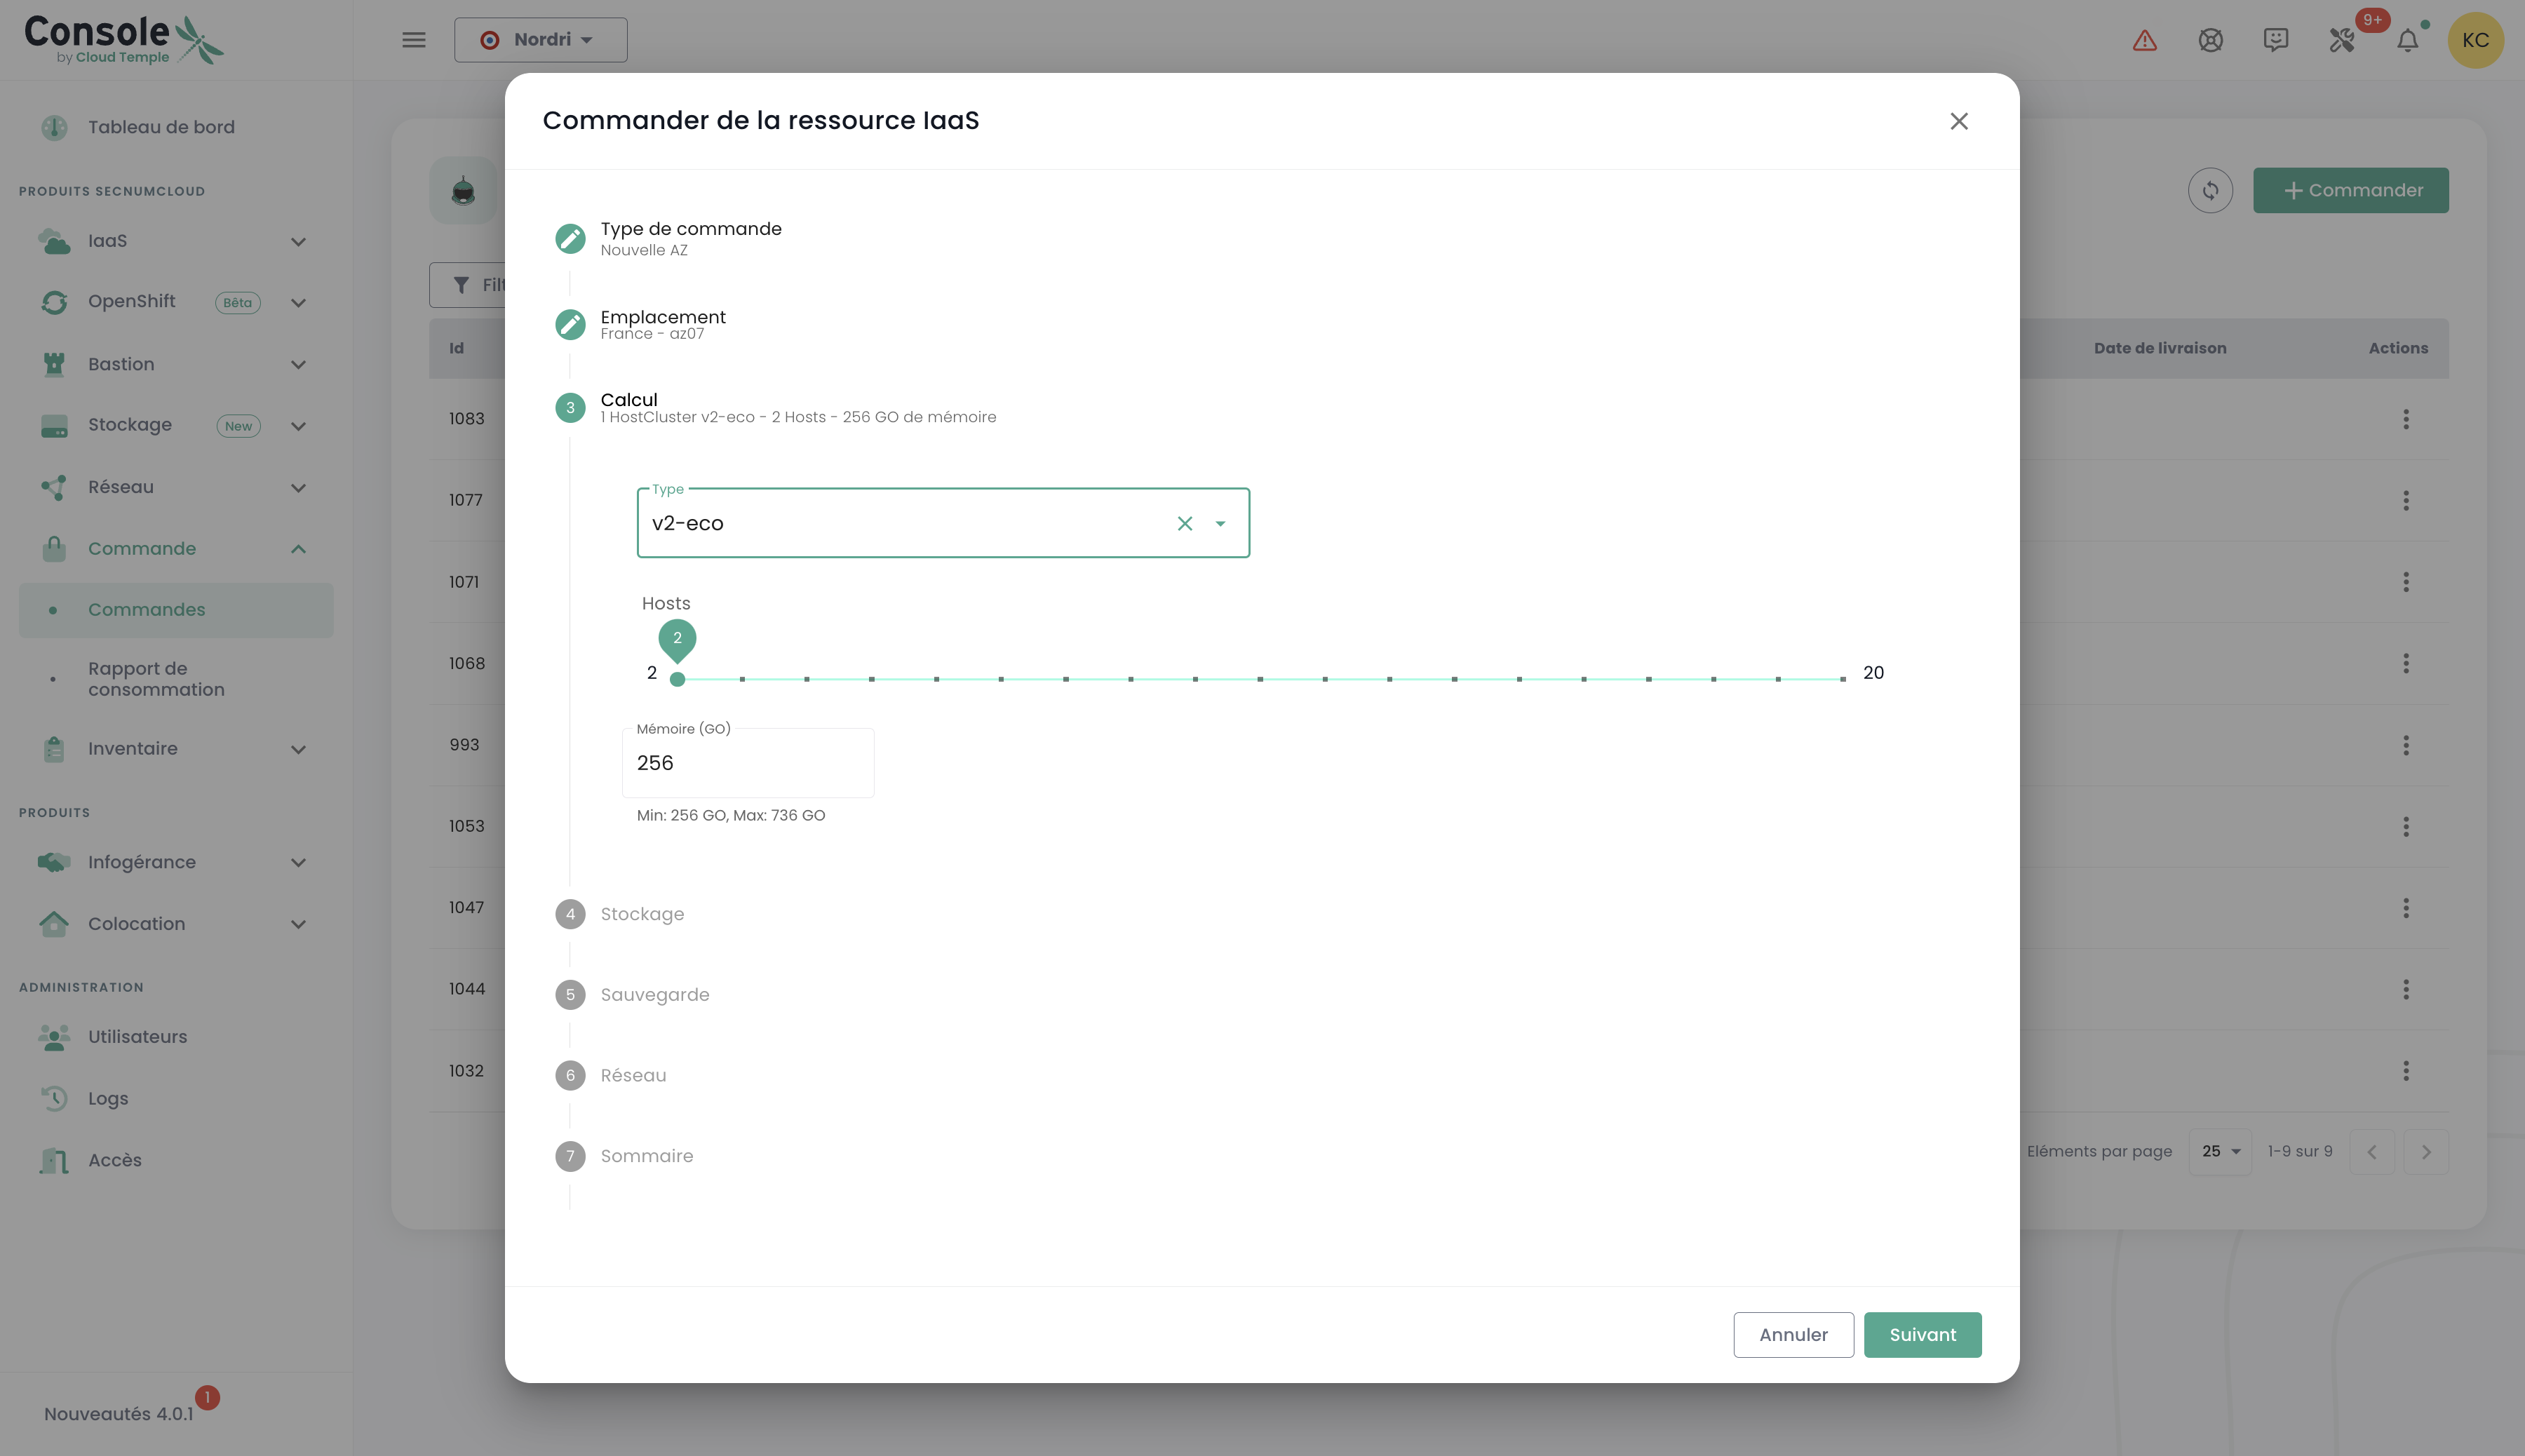 Console
by Cloud Temple
Nordri
9+
KC
Tableau de bord
PRODUITS SECNUMCLOUD
IaaS
OpenShift
Bêta
Bastion
Stockage
New
Réseau
Commande
Commandes
Rapport de
consommation
Inventaire
PRODUITS
Infogérance
Colocation
ADMINISTRATION
Utilisateurs
Logs
Accès
Nouveautés 4.0.1
1
Commander
Id
Date de livraison
Actions
1083
1077
1071
1068
993
1053
1047
1044
1032
Eléments par page
25
1-9 sur 9
Commander de la ressource IaaS
Type de commande
Nouvelle AZ
Emplacement
France - az07
3
Calcul
1 HostCluster v2-eco - 2 Hosts - 256 GO de mémoire
Type
v2-eco
Hosts
2
2
20
Mémoire (GO)
256
Min: 256 GO, Max: 736 GO
4
Stockage
5
Sauvegarde
6
Réseau
7
Sommaire
Annuler
Suivant